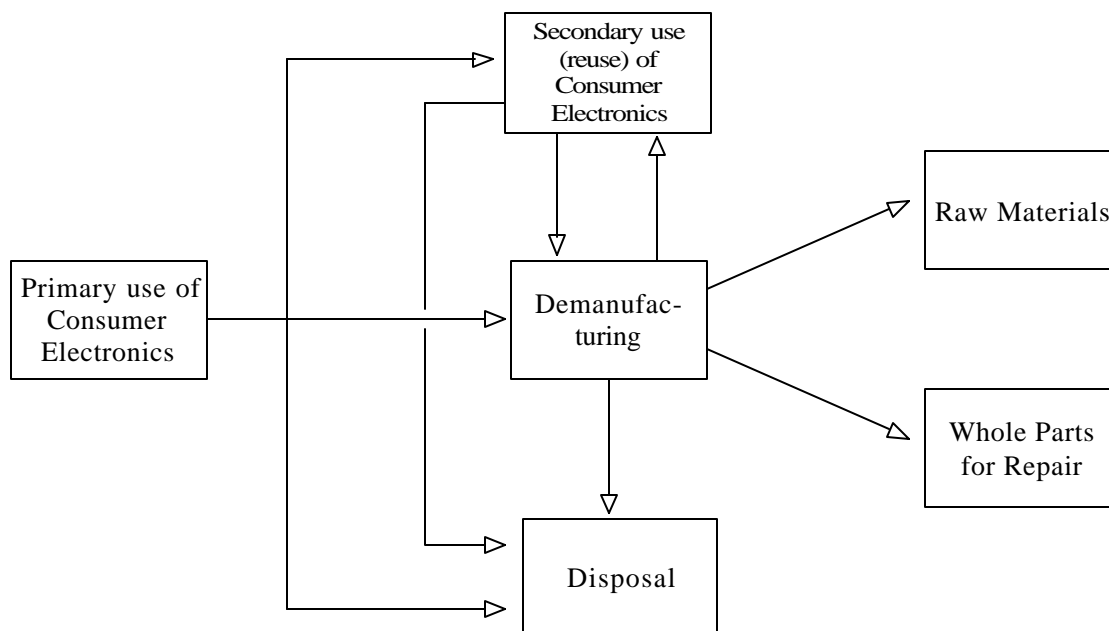 Secondary use
(reuse) of
Consumer
Electronics
Raw Materials
Primary use of
Consumer
Electronics
Demanufac-
turing
Whole Parts
for Repair
Disposal